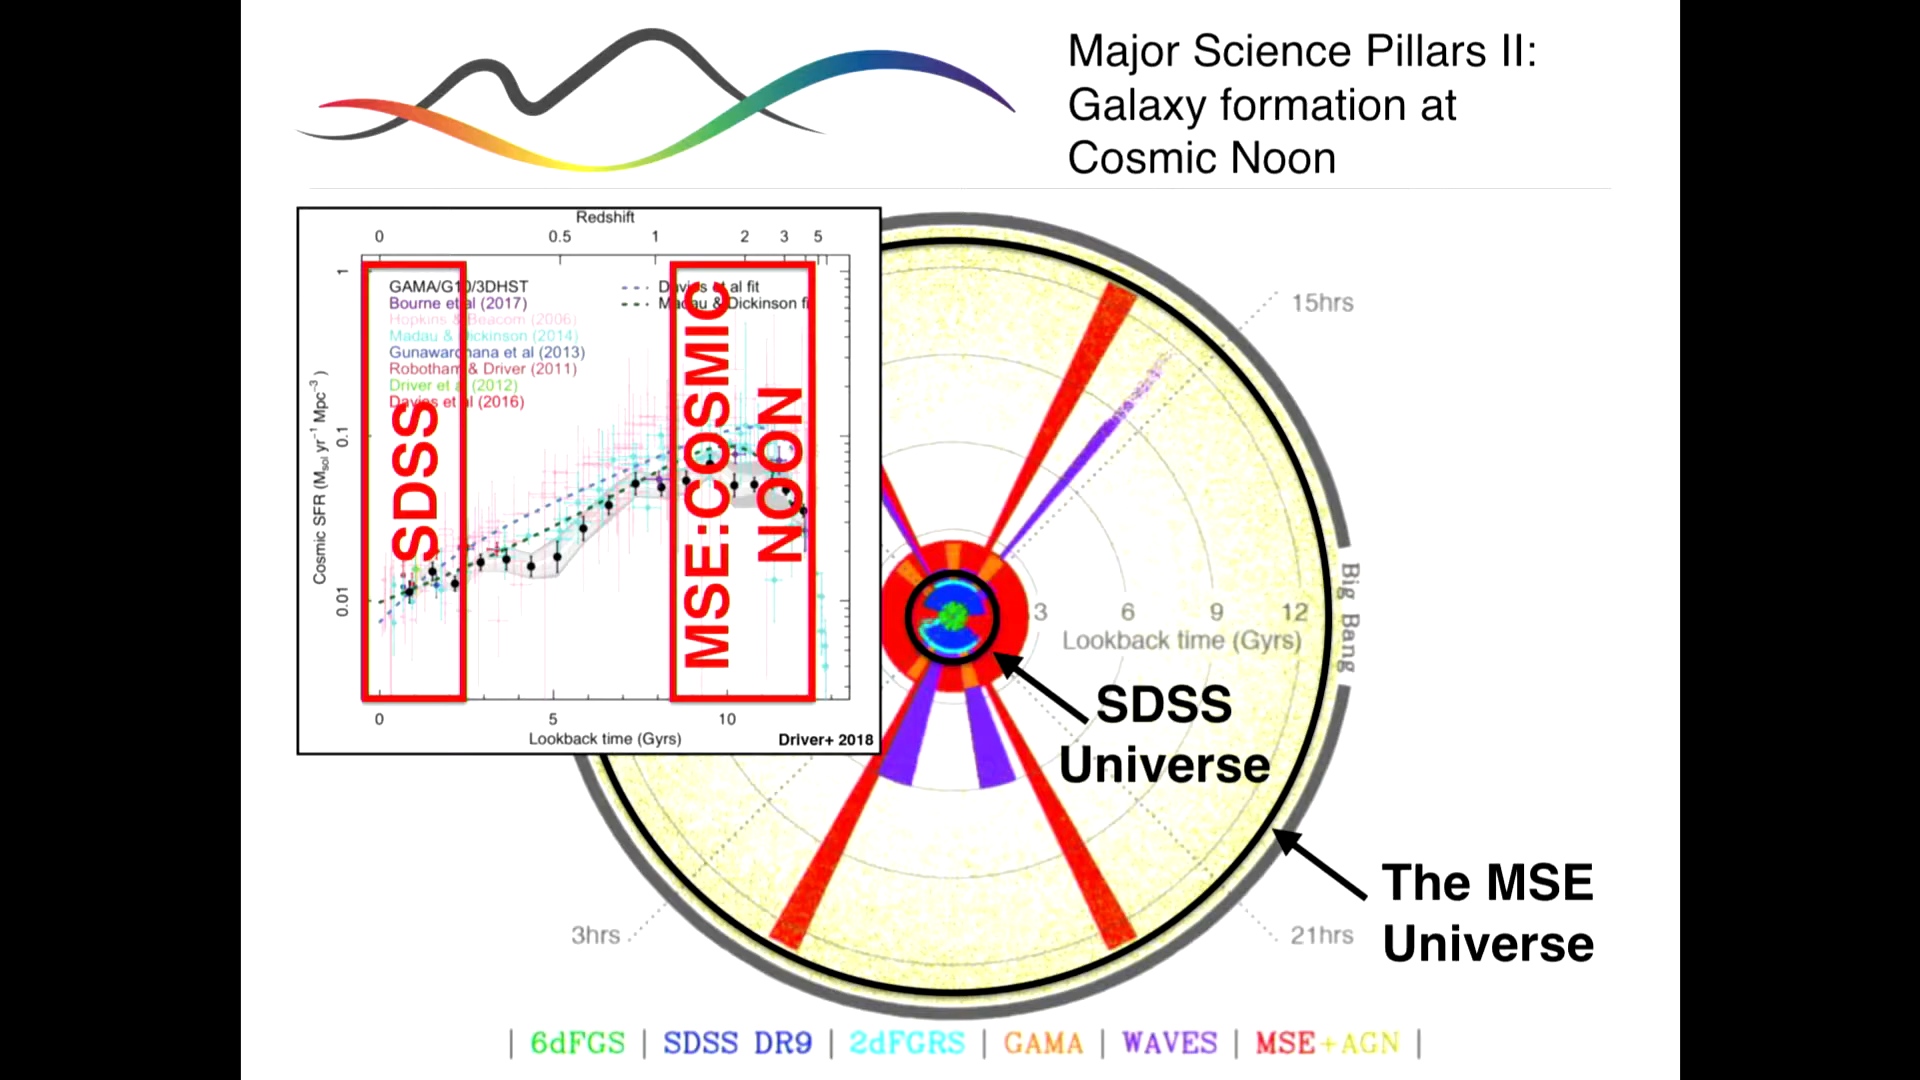 Major Science Pillars II:
Galaxy formation at
Cosmic Noon
Redshift
0 0.5 1 2 3 5
GAMA/G10/3DHST
Bourne et al (2017)
Hopkins & Beacom (2006)
Madau & Dickinson (2014)
Gunawardhana et al (2013)
Robotham & Driver (2011)
Driver et al (2012)
Davies et al (2016)
Davies et al fit
Madau & Dickinson fi
SDSS
MSE:COSMIC
NOON
Cosmic SFR (Msol yr−1 Mpc−3 )
1
0.1
0.01
0 5 10
Lookback time (Gyrs)
Driver+ 2018
15hrs
3 6 9 12
Lookback time (Gyrs)
Big Bang
SDSS
Universe
The MSE
Universe
3hrs
21hrs
| 6dFGS | SDSS DR9 | 2dFGRS | GAMA | WAVES | MSE+AGN |